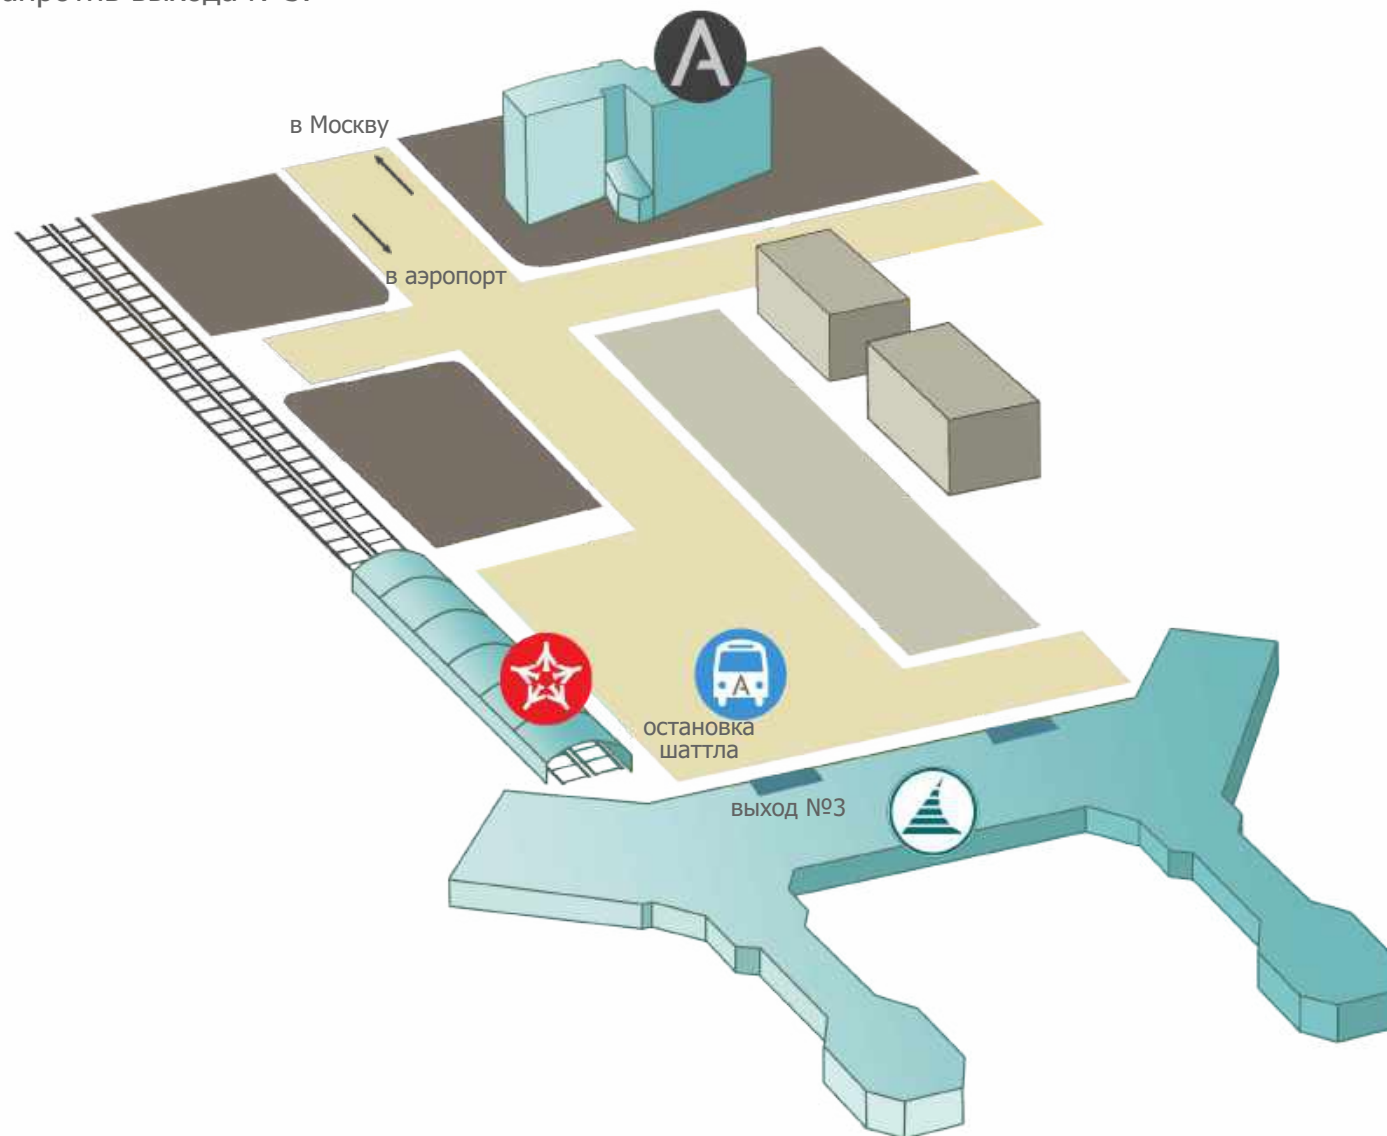 в Москву
в аэропорт
остановка
шаттла
выход №3
A
A